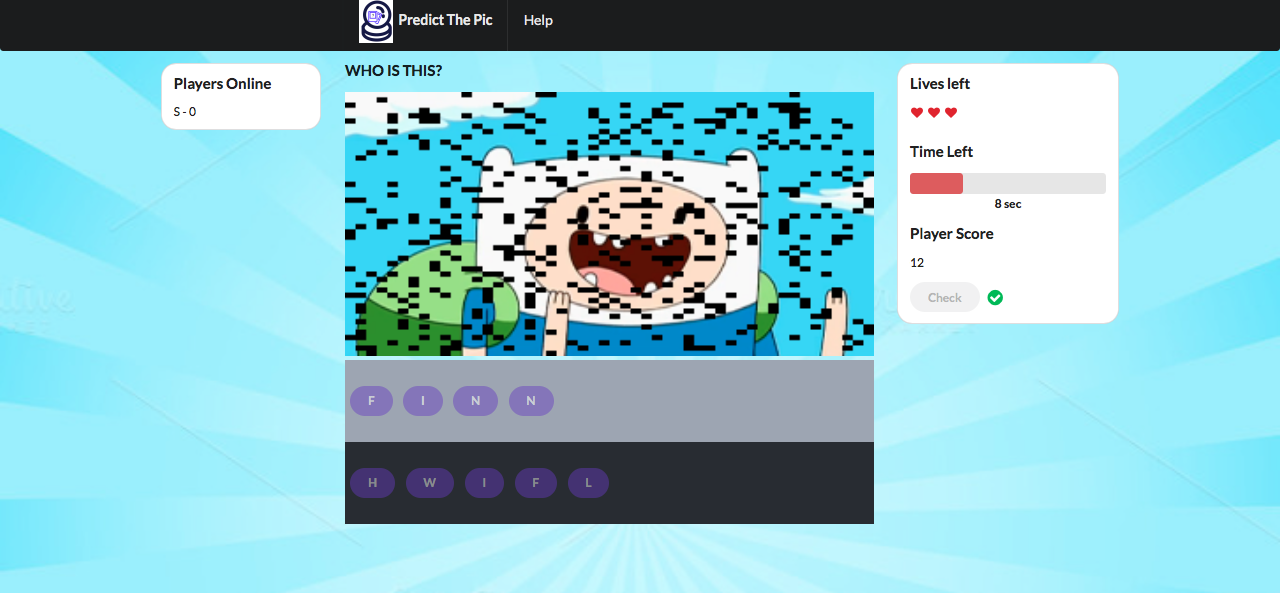 Predict The Pic Help
Players Online
S - 0
WHO IS THIS?
Lives left
Time Left
8 sec
Player Score
12
Check
F I N N
H W I F L